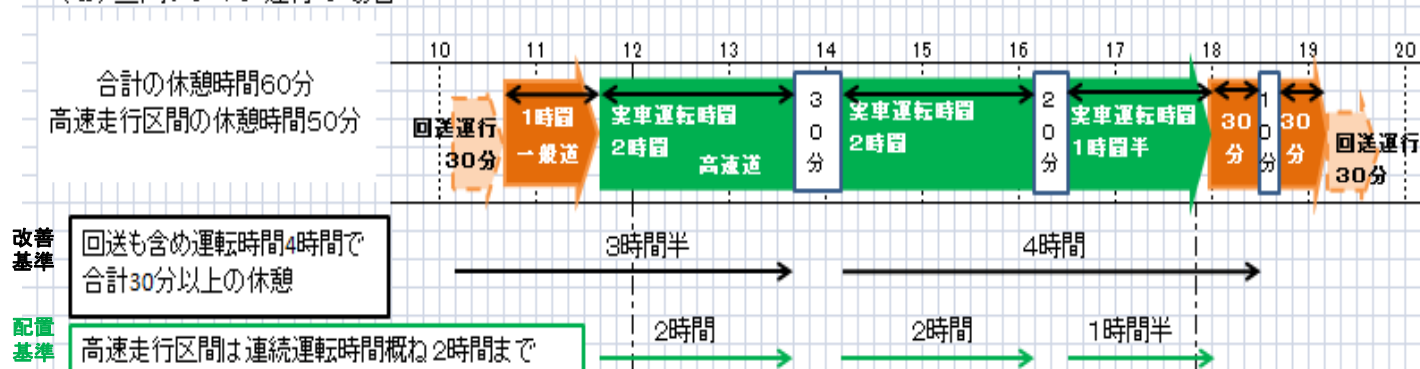 10 11 12 13 14 15 16 17 18 19 20
合計の休憩時間60分
高速走行区間の休憩時間50分
回送運行
30分
1時間
一般道
実車運転時間
2時間
高速道
30分
実車運転時間
2時間
20分
実車運転時間
1時間半
30
分
10分
30
分
回送運行
30分
改善
基準
回送も含め運転時間4時間で
合計30分以上の休憩
3時間半
4時間
配置
基準
高速走行区間は連続運転時間概ね2時間まで
2時間
2時間
1時間半